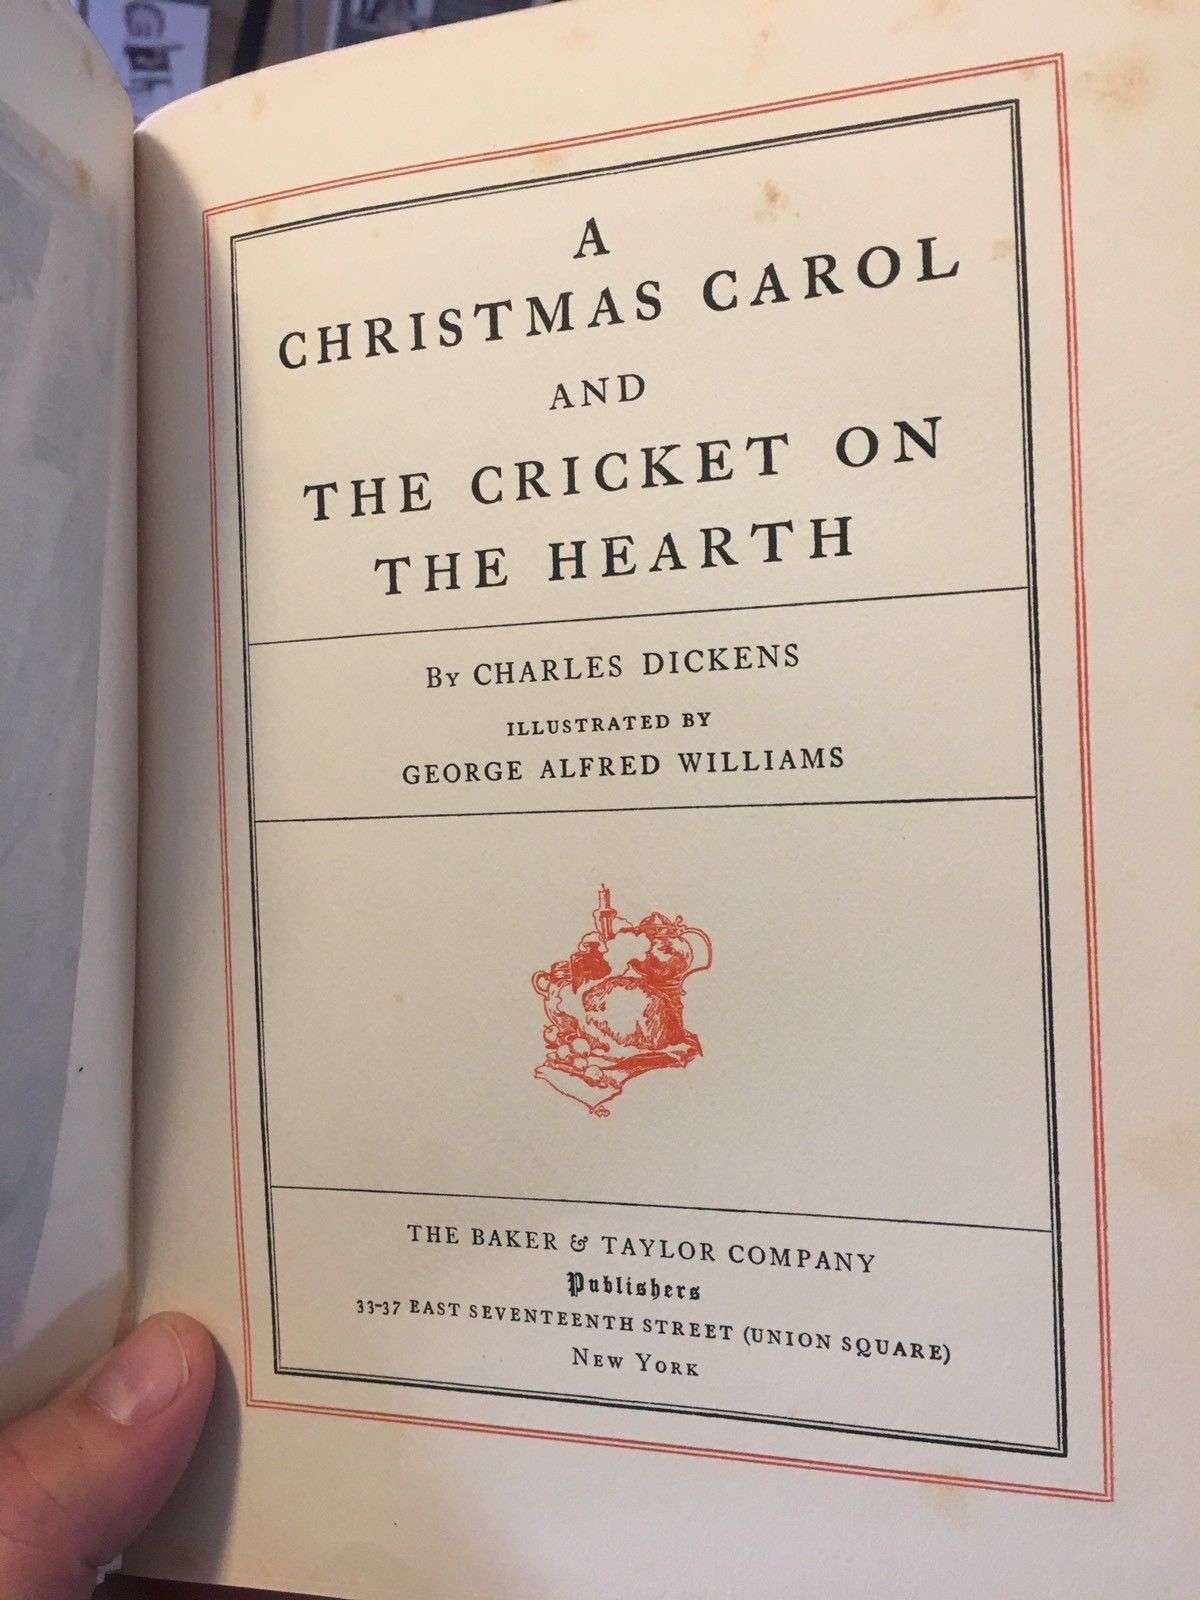 A
CHRISTMAS CAROL
AND
THE CRICKET ON
THE HEARTH
By CHARLES DICKENS
ILLUSTRATED BY
GEORGE ALFRED WILLIAMS
THE BAKER & TAYLOR COMPANY
Publishers
33-37 EAST SEVENTEENTH STREET (UNION SQUARE)
NEW YORK